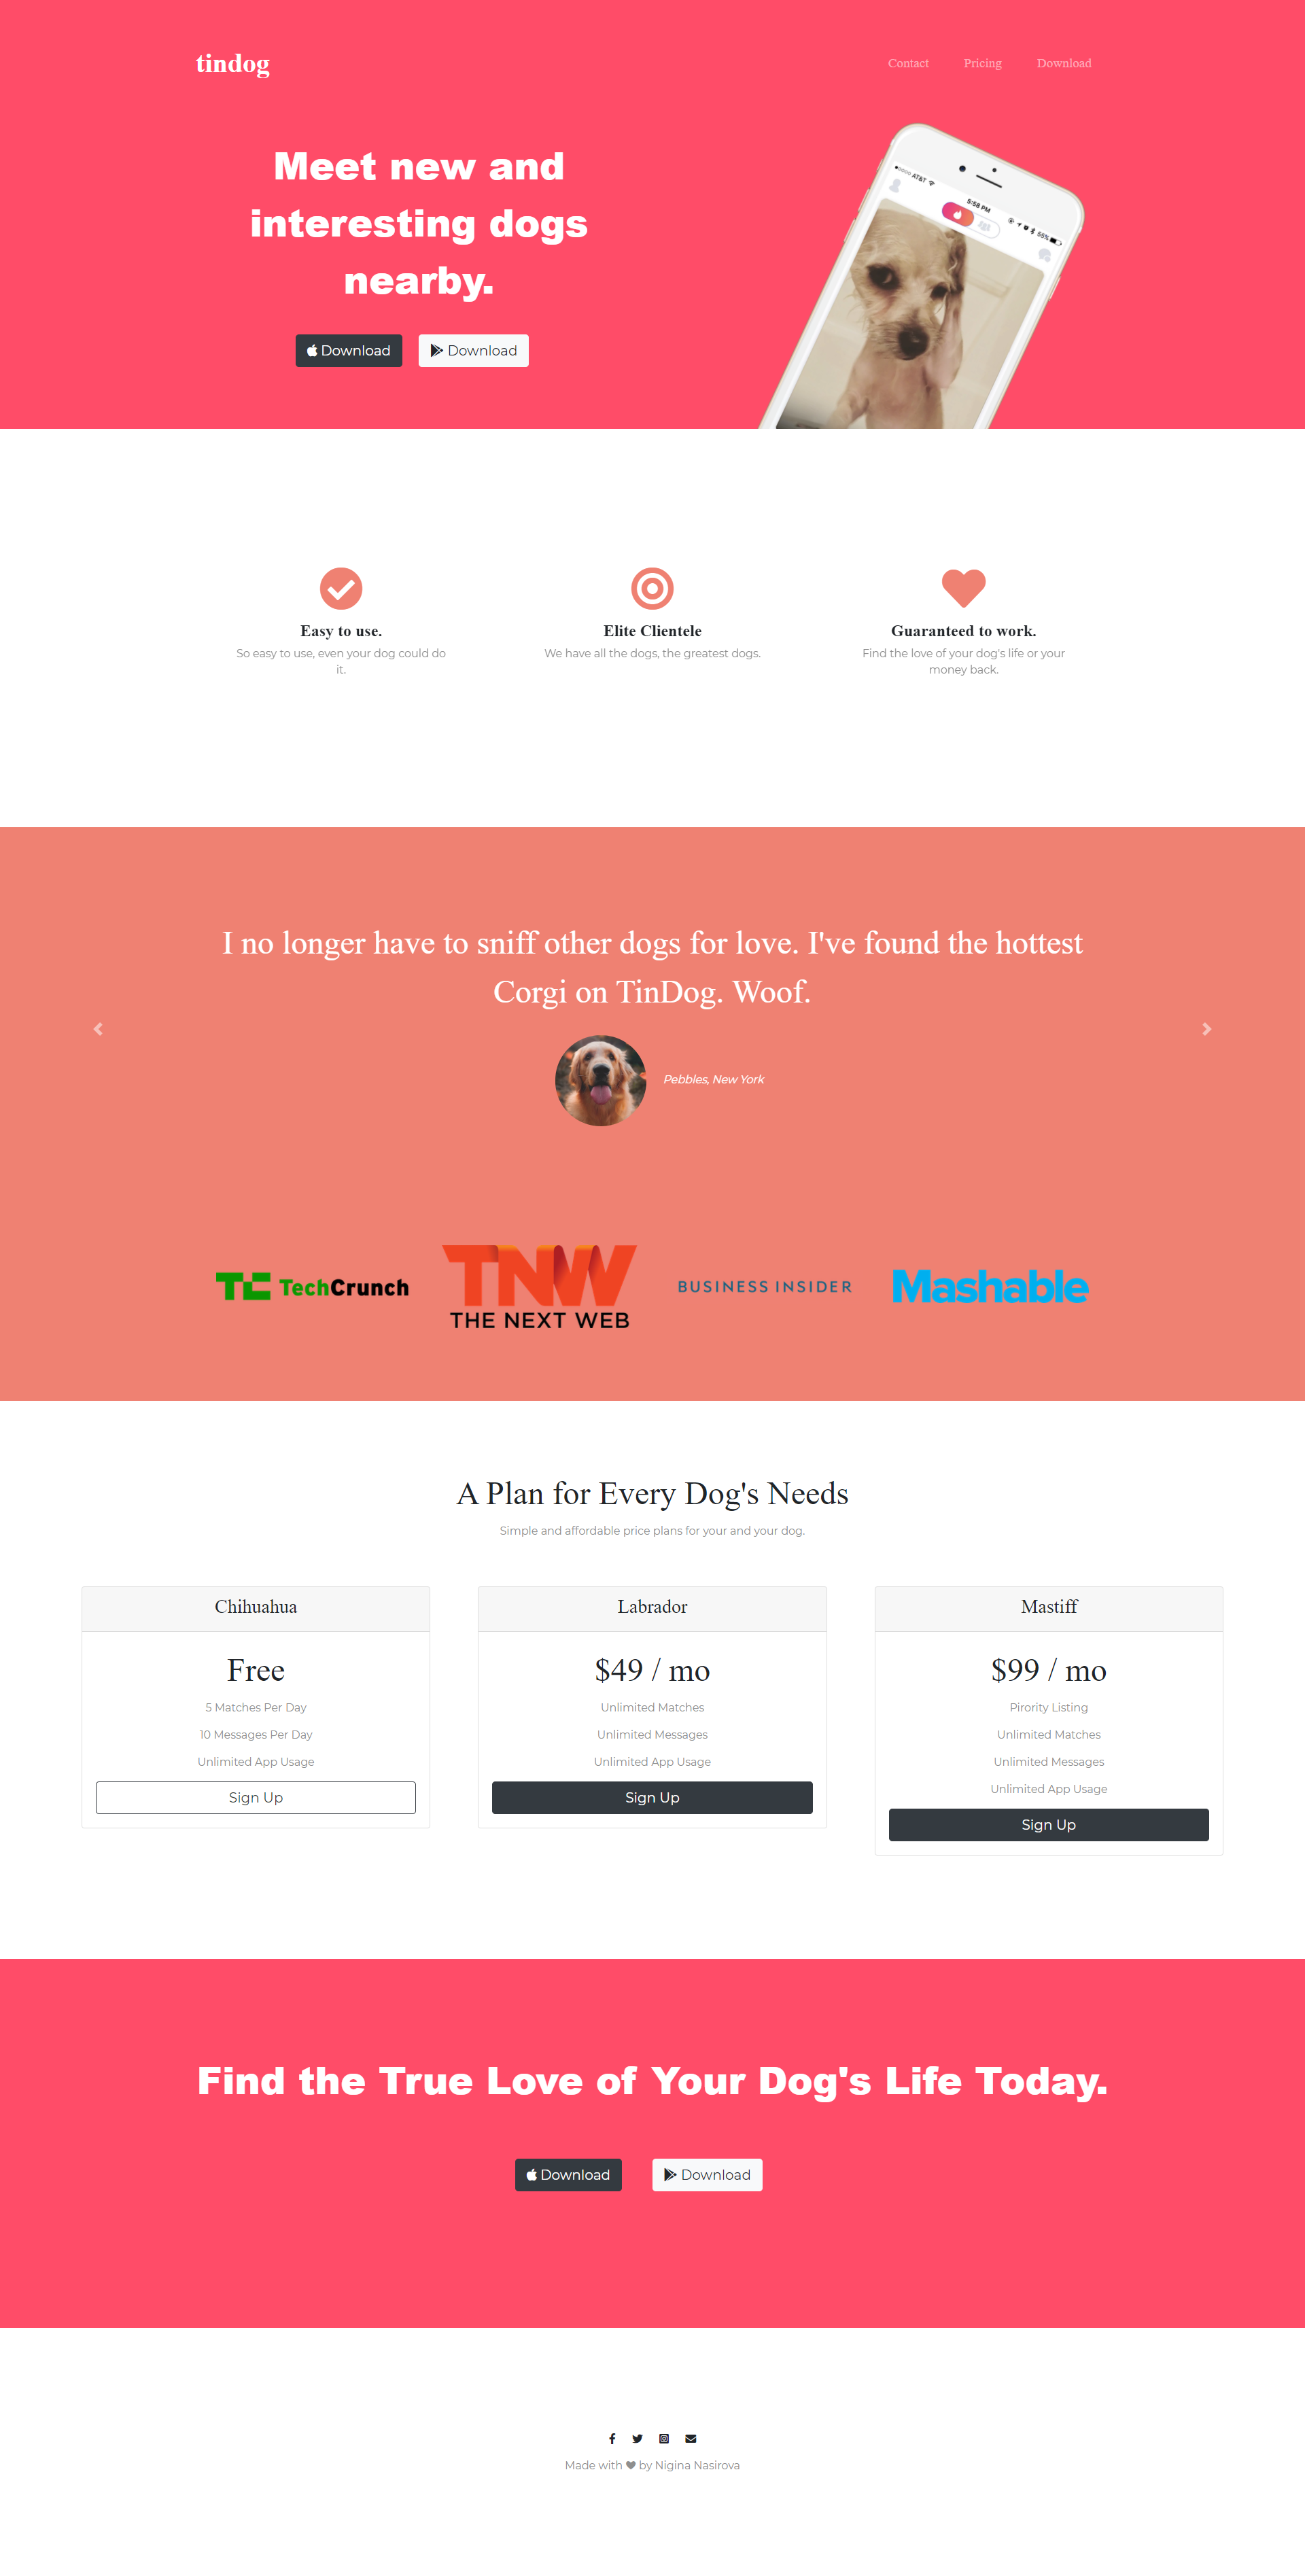 tindog
Contact Pricing Download
Meet new and
interesting dogs
nearby.
AT&T 5:58 PM 55%
Download Download
Easy to use.
So easy to use, even your dog could do
it.
Elite Clientele
We have all the dogs, the greatest dogs.
Guaranteed to work.
Find the love of your dog's life or your
money back.
I no longer have to sniff other dogs for love. I've found the hottest
Corgi on TinDog. Woof.
Pebbles, New York
TC TechCrunch
TNW
THE NEXT WEB
BUSINESS INSIDER
Mashable
A Plan for Every Dog's Needs
Simple and affordable price plans for your and your dog.
Chihuahua
Free
5 Matches Per Day
10 Messages Per Day
Unlimited App Usage
Sign Up
Labrador
$49 / mo
Unlimited Matches
Unlimited Messages
Unlimited App Usage
Sign Up
Mastiff
$99 / mo
Pirority Listing
Unlimited Matches
Unlimited Messages
Unlimited App Usage
Sign Up
Find the True Love of Your Dog's Life Today.
Download Download
Made with ♥ by Nigina Nasirova